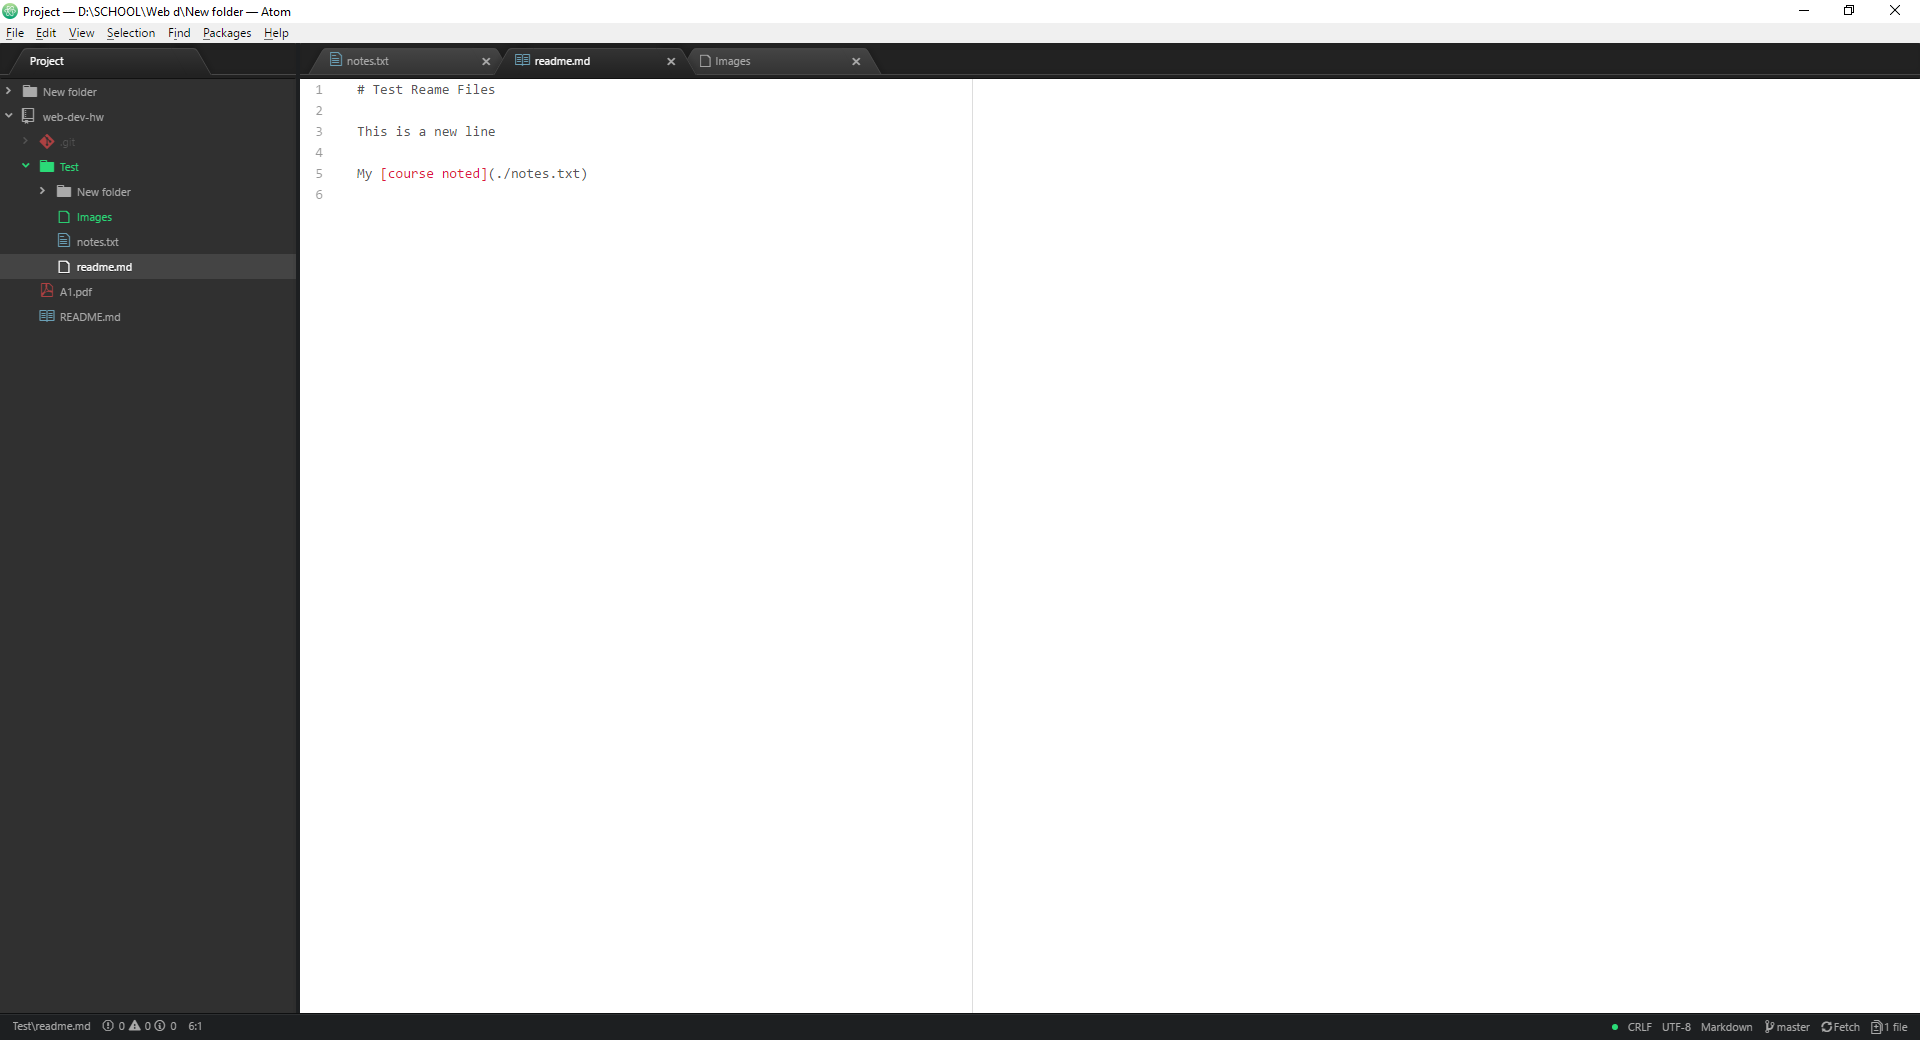 Project — D:\SCHOOL\Web d\New folder — Atom
File Edit View Selection Find Packages Help
Project
notes.txt
readme.md
Images
New folder
web-dev-hw
.git
Test
New folder
Images
notes.txt
readme.md
A1.pdf
README.md
1 # Test Reame Files
2
3 This is a new line
4
5 My [course noted](./notes.txt)
6
Test\readme.md 0 0 0 6:1
CRLF UTF-8 Markdown master Fetch 1 file